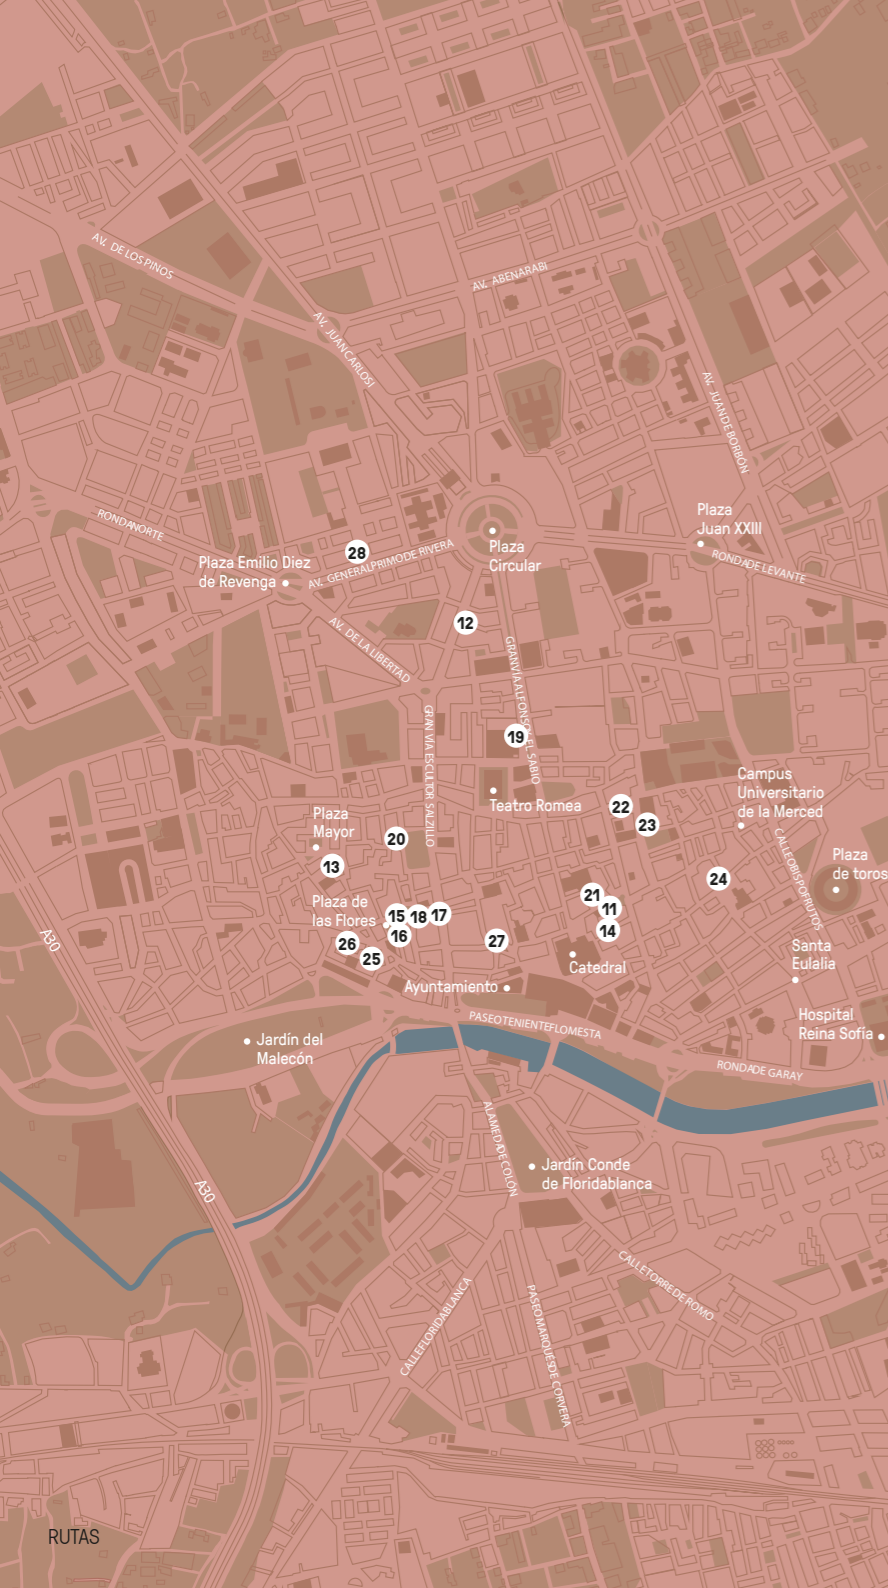 AV. DE LOS PINOS
AV. ABENARABI
AV. JUAN CARLOS I
AV. JUAN DE BORBÓN
RONDA NORTE
Plaza
Juan XXIII
Plaza
Circular
28
Plaza Emilio Diez
de Revenga
AV. GENERAL PRIMO DE RIVERA
RONDA DE LEVANTE
12
AV. DE LA LIBERTAD
GRAN VÍA ALFONSO X EL SABIO
GRAN VÍA ESCULTOR SALZILLO
19
Teatro Romea
Campus
Universitario
de la Merced
22
23
Plaza
Mayor
20
13
CALLE OBISPO FRUTOS
Plaza
de toros
24
21
11
14
Plaza de
las Flores
15
18
17
16
26
25
27
Catedral
Santa
Eulalia
A30
Ayuntamiento
Hospital
Reina Sofía
PASEO TENIENTE FLOMESTA
Jardín del
Malecón
RONDA DE GARAY
ALAMEDA DE COLÓN
Jardín Conde
de Floridablanca
A30
CALLE TORRE DE ROMO
CALLE FLORIDABLANCA
PASEO MARQUÉS DE CORVERA
RUTAS